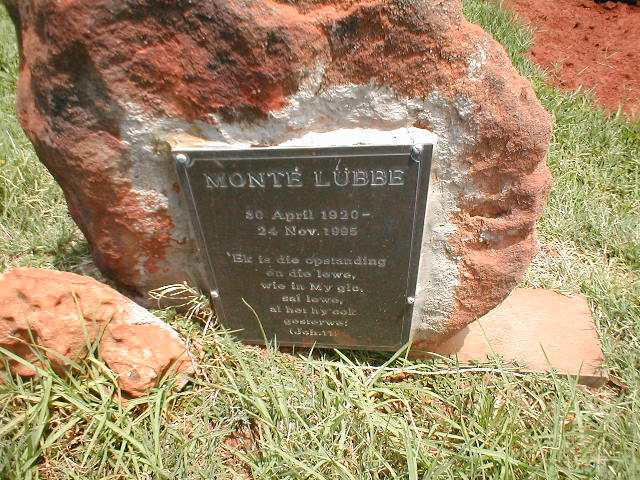 MONTÉ LÜBBE
30 April 1920-
24 Nov. 1995
'Ek is die opstanding
en die lewe,
wie in My glo,
sal lewe,
al het hy ook
gesterwe'
(Joh.11)